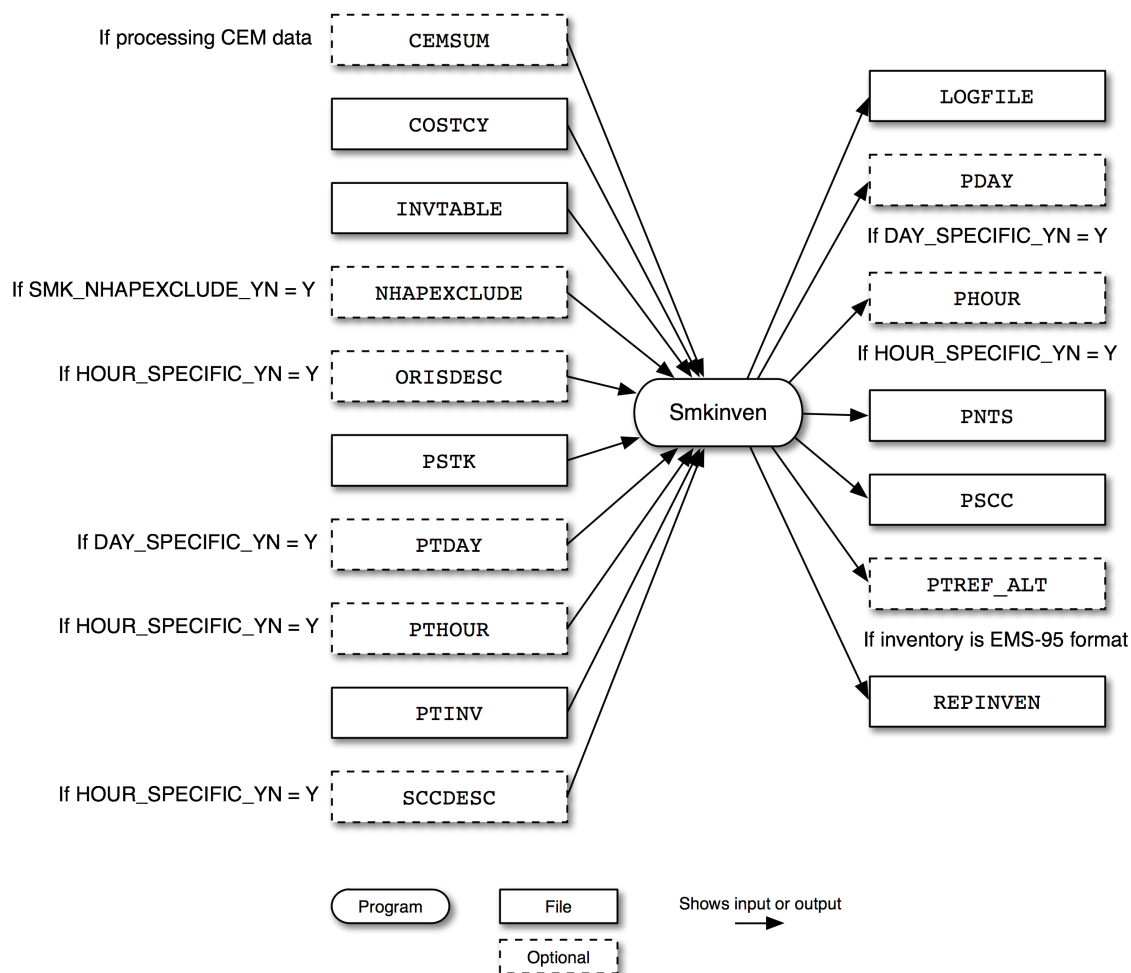 If processing CEM data
CEMSUM
COSTCY
INVTABLE
If SMK_NHAPEXCLUDE_YN = Y
NHAPEXCLUDE
If HOUR_SPECIFIC_YN = Y
ORISDESC
PSTK
If DAY_SPECIFIC_YN = Y
PTDAY
If HOUR_SPECIFIC_YN = Y
PTHOUR
PTINV
If HOUR_SPECIFIC_YN = Y
SCCDESC
Smkinven
LOGFILE
PDAY
If DAY_SPECIFIC_YN = Y
PHOUR
If HOUR_SPECIFIC_YN = Y
PNTS
PSCC
PTREF_ALT
If inventory is EMS-95 format
REPINVEN
Program
File
Shows input or output
Optional